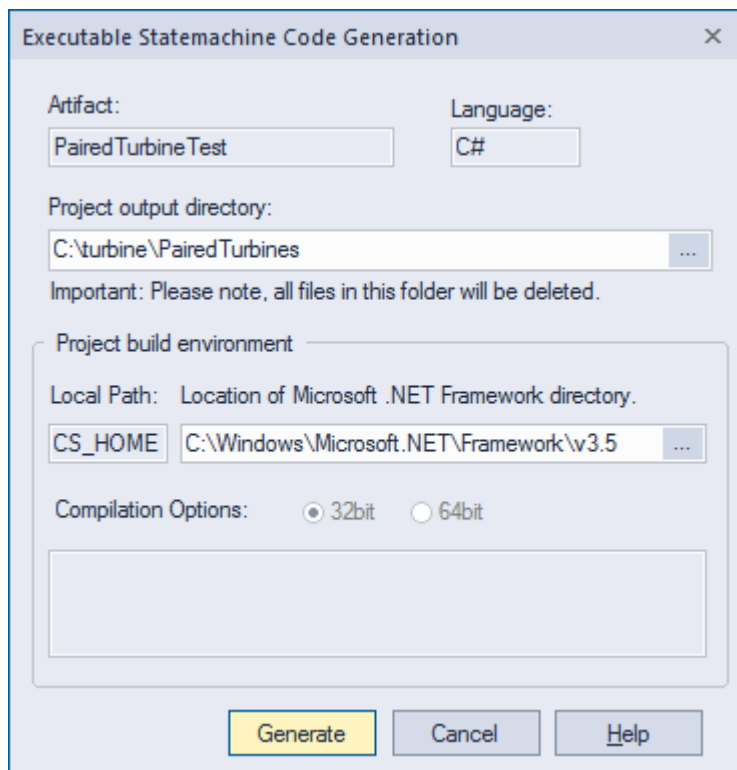 Executable Statemachine Code Generation
Artifact:
Language:
PairedTurbineTest
C#
Project output directory:
C:\turbine\PairedTurbines
...
Important: Please note, all files in this folder will be deleted.
Project build environment
Local Path: Location of Microsoft .NET Framework directory.
CS_HOME C:\Windows\Microsoft.NET\Framework\v3.5 ...
Compilation Options: 32bit 64bit
Generate Cancel Help